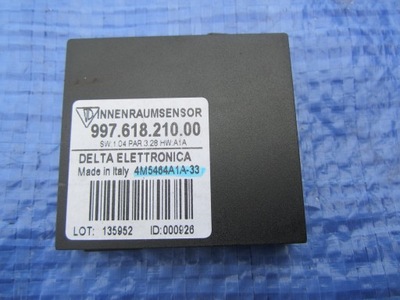 INNENRAUMSENSOR
997.618.210.00
SW:1.04 PAR:3.28 HW:A1A
DELTA ELETTRONICA
Made in Italy 4M5464A1A-33
LOT: 135952 ID:000926